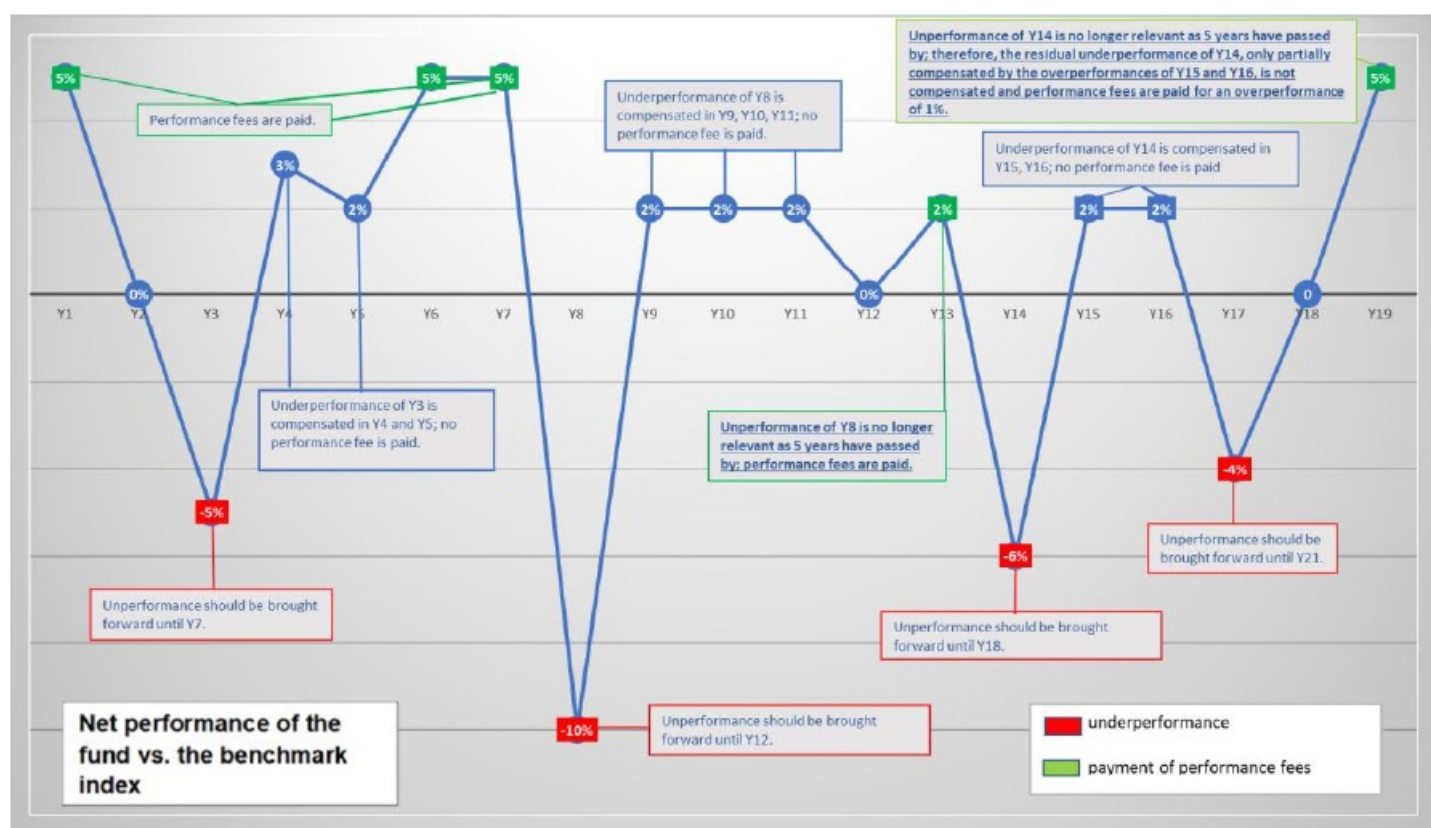 Unperformance of Y14 is no longer relevant as 5 years have passed
by; therefore, the residual underperformance of Y14, only partially
compensated by the overperformances of Y15 and Y16, is not
compensated and performance fees are paid for an overperformance
of 1%.
5%
5%
5%
5%
Performance fees are paid.
Underperformance of Y8 is
compensated in Y9, Y10, Y11; no
performance fee is paid.
Underperformance of Y14 is compensated in
Y15, Y16; no performance fee is paid
3%
2%
2%
2%
2%
2%
2%
2%
0%
0%
0
Y1
Y2
Y3
Y4
Y5
Y6
Y7
Y8
Y9
Y10
Y11
Y12
Y13
Y14
Y15
Y16
Y17
Y18
Y19
Underperformance of Y3 is
compensated in Y4 and Y5; no
performance fee is paid.
Unperformance of Y8 is no longer
relevant as 5 years have passed
by; performance fees are paid.
-4%
-5%
-6%
Unperformance should be
brought forward until Y21.
Unperformance should be brought
forward until Y7.
Unperformance should be brought
forward until Y18.
-10%
Unperformance should be brought
forward until Y12.
Net performance of the
fund vs. the benchmark
index
underperformance
payment of performance fees